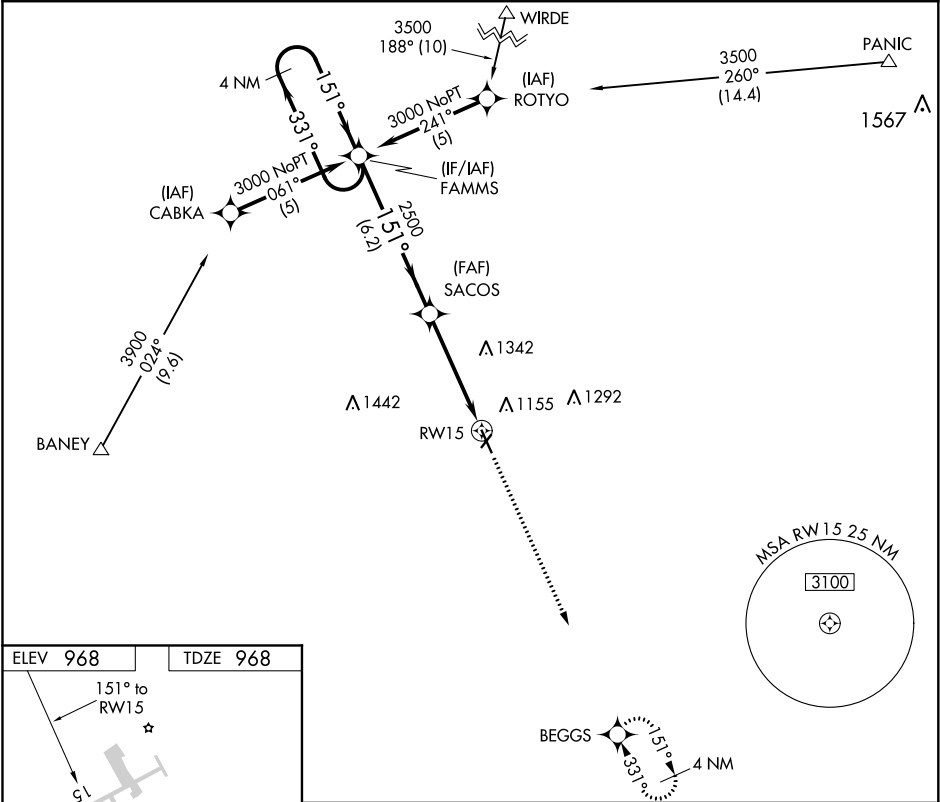 WIRDE
3500
188° (10)
PANIC
3500
260°
(14.4)
1567
(IAF)
ROTYO
4 NM
151°
331°
3000 NoPT
241°
(5)
(IF/IAF)
FAMMS
3000 NoPT
061°
(5)
(IAF)
CABKA
2500
151°
(6.2)
(FAF)
SACOS
3900
024°
(9.6)
1342
1442
1155
1292
BANEY
RW15
MSA RW15 25 NM
3100
ELEV 968
TDZE 968
151° to
RW15
15
BEGGS
151°
331°
4 NM